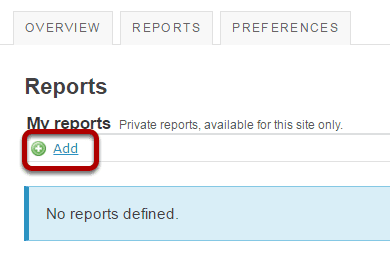 OVERVIEW REPORTS PREFERENCES
Reports
My reports Private reports, available for this site only.
Add
No reports defined.